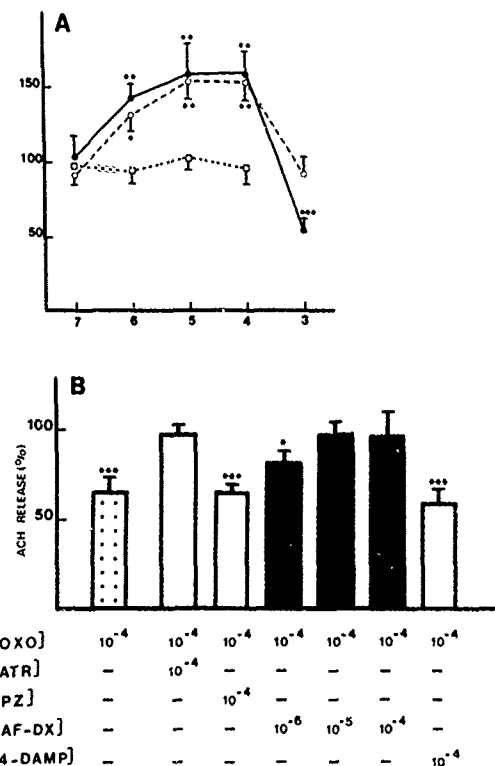 A
150
100
50
7 6 5 4 3
B
ACH RELEASE (%)
100
50
OXO] 10⁻⁴ 10⁻⁴ 10⁻⁴ 10⁻⁴ 10⁻⁴ 10⁻⁴ 10⁻⁴
ATR] – 10⁻⁴ – – – – –
PZ] – – 10⁻⁴ – – – –
AF-DX] – – – 10⁻⁶ 10⁻⁵ 10⁻⁴ –
4-DAMP] – – – – – – 10⁻⁴